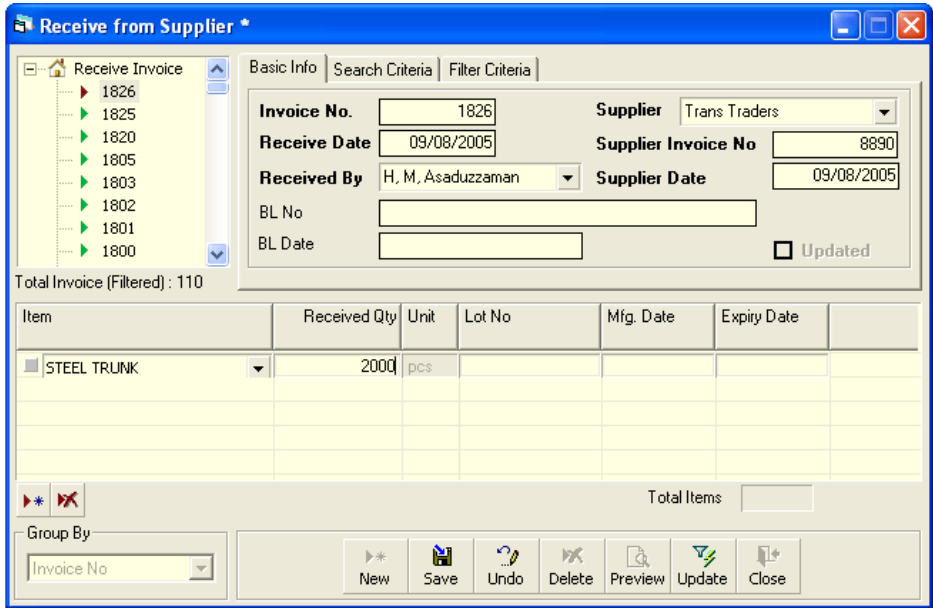 Receive from Supplier *
Receive Invoice
1826
1825
1820
1805
1803
1802
1801
1800
Total Invoice (Filtered) : 110
Basic Info Search Criteria Filter Criteria
Invoice No. 1826 Supplier Trans Traders
Receive Date 09/08/2005 Supplier Invoice No 8890
Received By H, M, Asaduzzaman Supplier Date 09/08/2005
BL No
BL Date Updated
Item Received Qty Unit Lot No Mfg. Date Expiry Date
STEEL TRUNK 2000 pcs
Total Items
Group By
Invoice No
New Save Undo Delete Preview Update Close